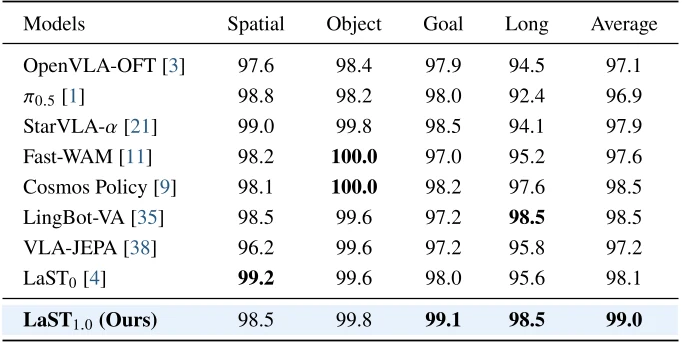 Models Spatial Object Goal Long Average
OpenVLA-OFT [3] 97.6 98.4 97.9 94.5 97.1
π0.5 [1] 98.8 98.2 98.0 92.4 96.9
StarVLA-α [21] 99.0 99.8 98.5 94.1 97.9
Fast-WAM [11] 98.2 100.0 97.0 95.2 97.6
Cosmos Policy [9] 98.1 100.0 98.2 97.6 98.5
LingBot-VA [35] 98.5 99.6 97.2 98.5 98.5
VLA-JEPA [38] 96.2 99.6 97.2 95.8 97.2
LaST0 [4] 99.2 99.6 98.0 95.6 98.1
LaST1.0 (Ours) 98.5 99.8 99.1 98.5 99.0